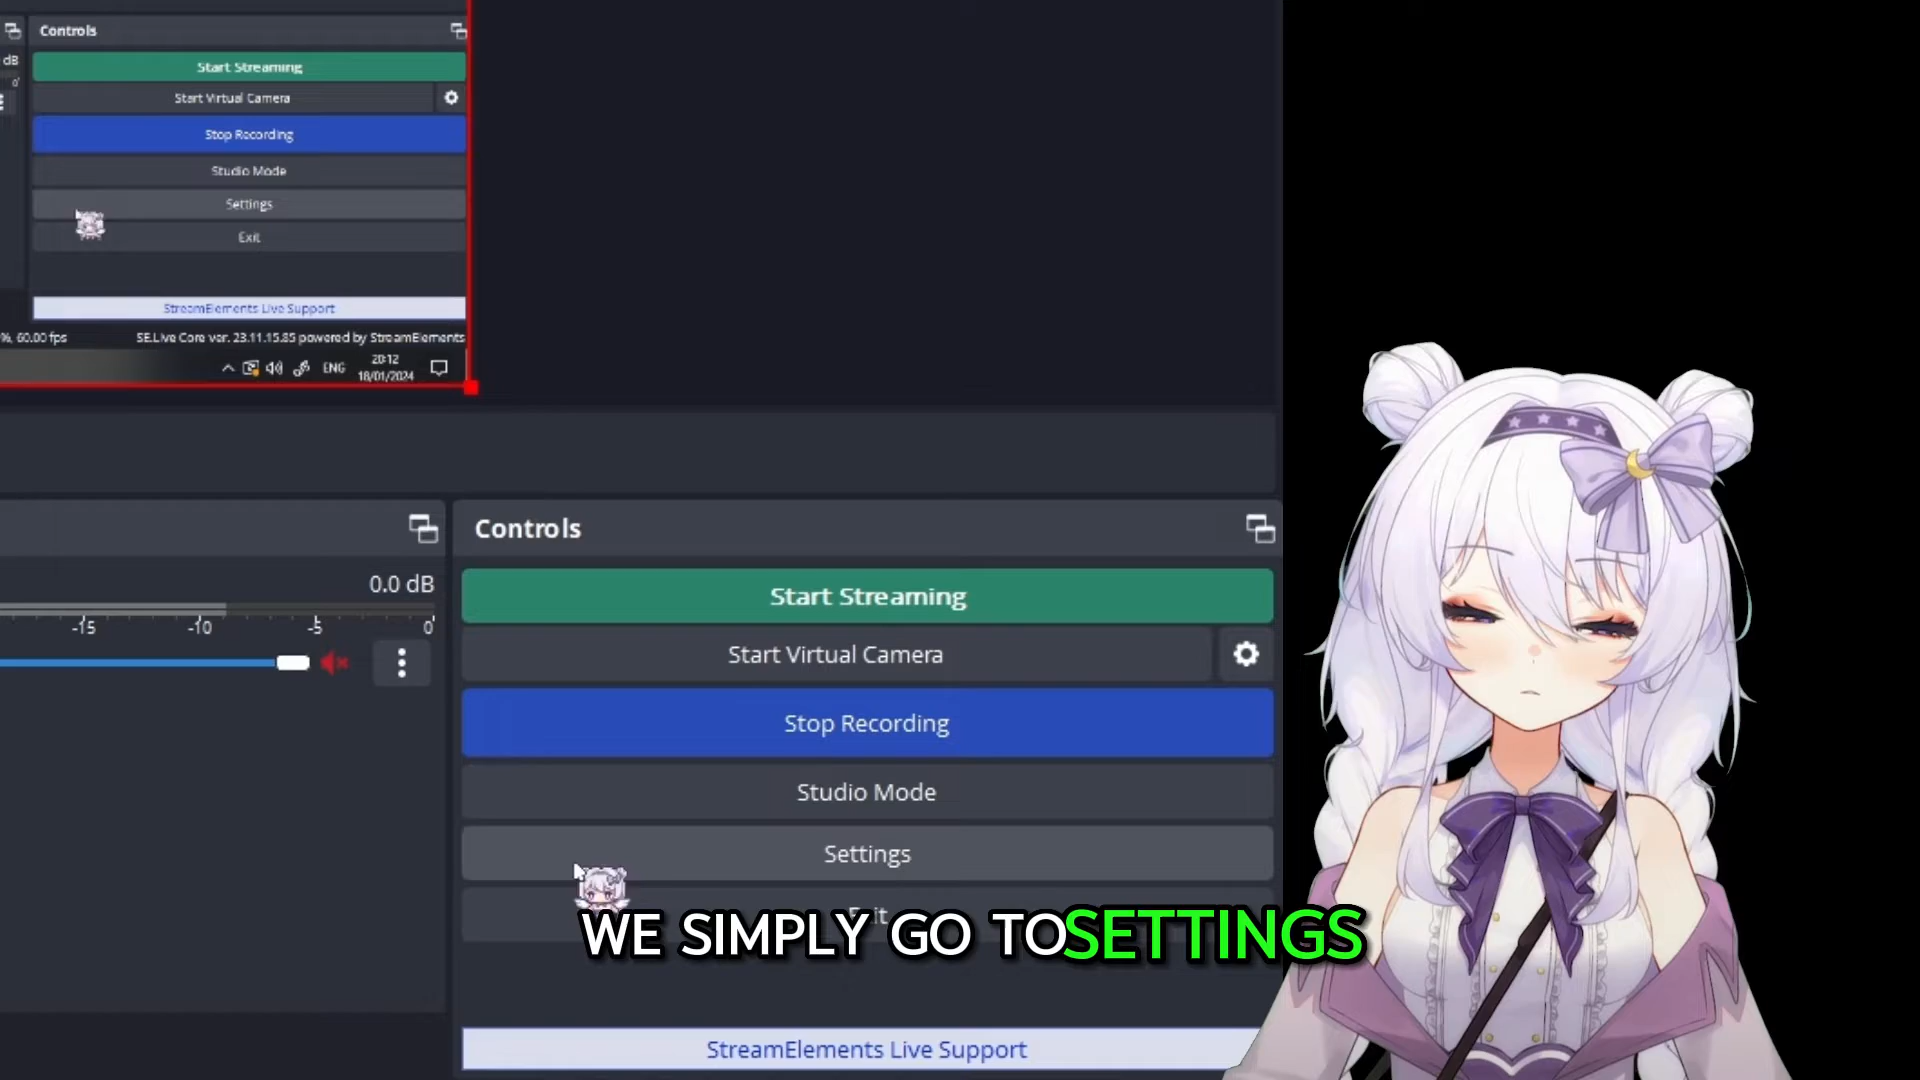 Controls
dB
Start Streaming
Start Virtual Camera
Stop Recording
Studio Mode
Settings
Exit
StreamElements Live Support
%, 60.00 fps
SE.Live Core ver. 23.11.15.85 powered by StreamElements
ENG
20:12
18/01/2024
Controls
0.0 dB
-15 -10 -5 0
Start Streaming
Start Virtual Camera
Stop Recording
Studio Mode
Settings
Exit
WE SIMPLY GO TO SETTINGS
StreamElements Live Support